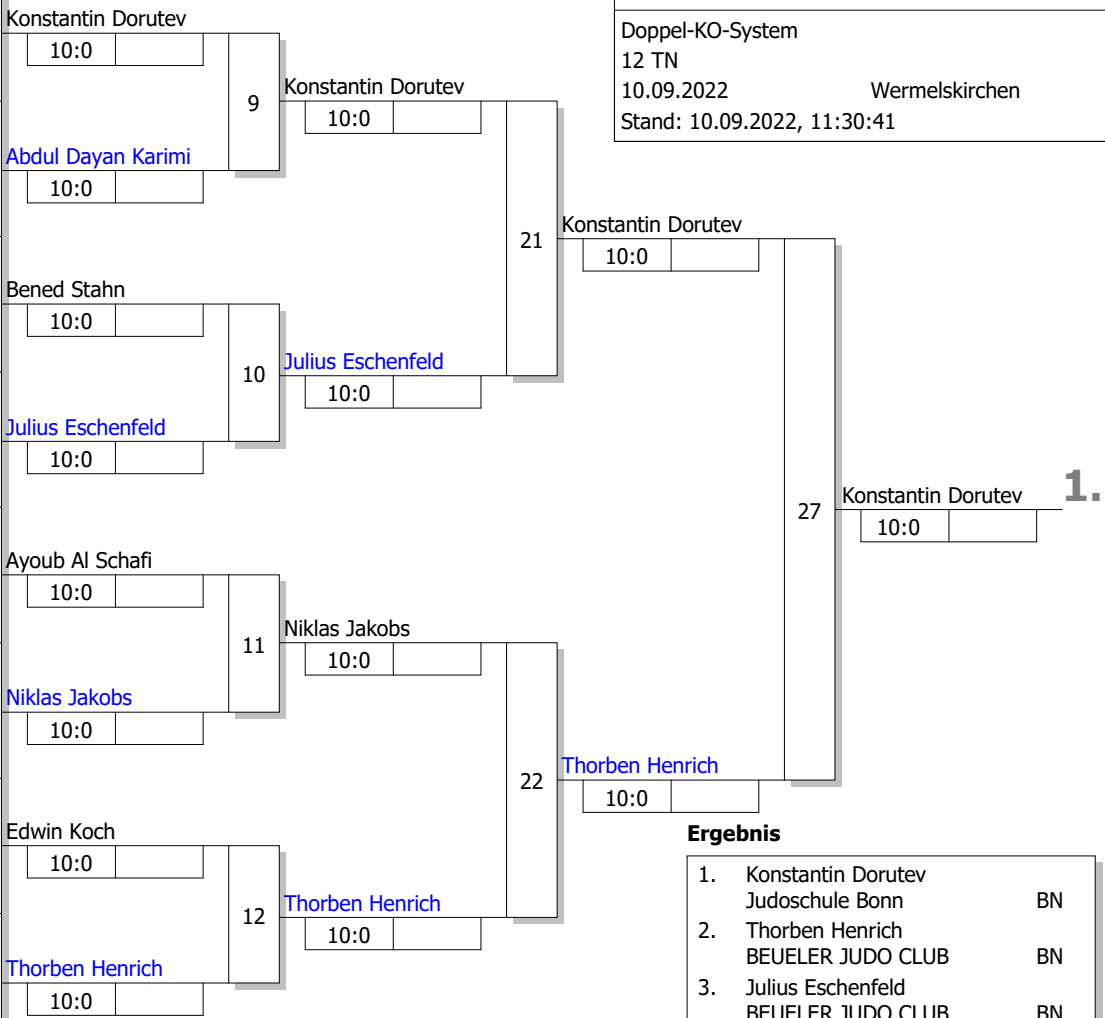 Doppel-KO-System
12 TN
10.09.2022 Wermelskirchen
Stand: 10.09.2022, 11:30:41
Konstantin Dorutev
10:0
9
Abdul Dayan Karimi
10:0
Bened Stahn
10:0
10
Julius Eschenfeld
10:0
Ayoub Al Schafi
10:0
11
Niklas Jakobs
10:0
Edwin Koch
10:0
12
Thorben Henrich
10:0
Konstantin Dorutev
10:0
21
Julius Eschenfeld
10:0
Niklas Jakobs
10:0
22
Thorben Henrich
10:0
Konstantin Dorutev
10:0
27
Thorben Henrich
10:0
Konstantin Dorutev 1.
10:0
Ergebnis
1. Konstantin Dorutev
Judoschule Bonn BN
2. Thorben Henrich
BEUELER JUDO CLUB BN
3. Julius Eschenfeld
BEUELER JUDO CLUB BN